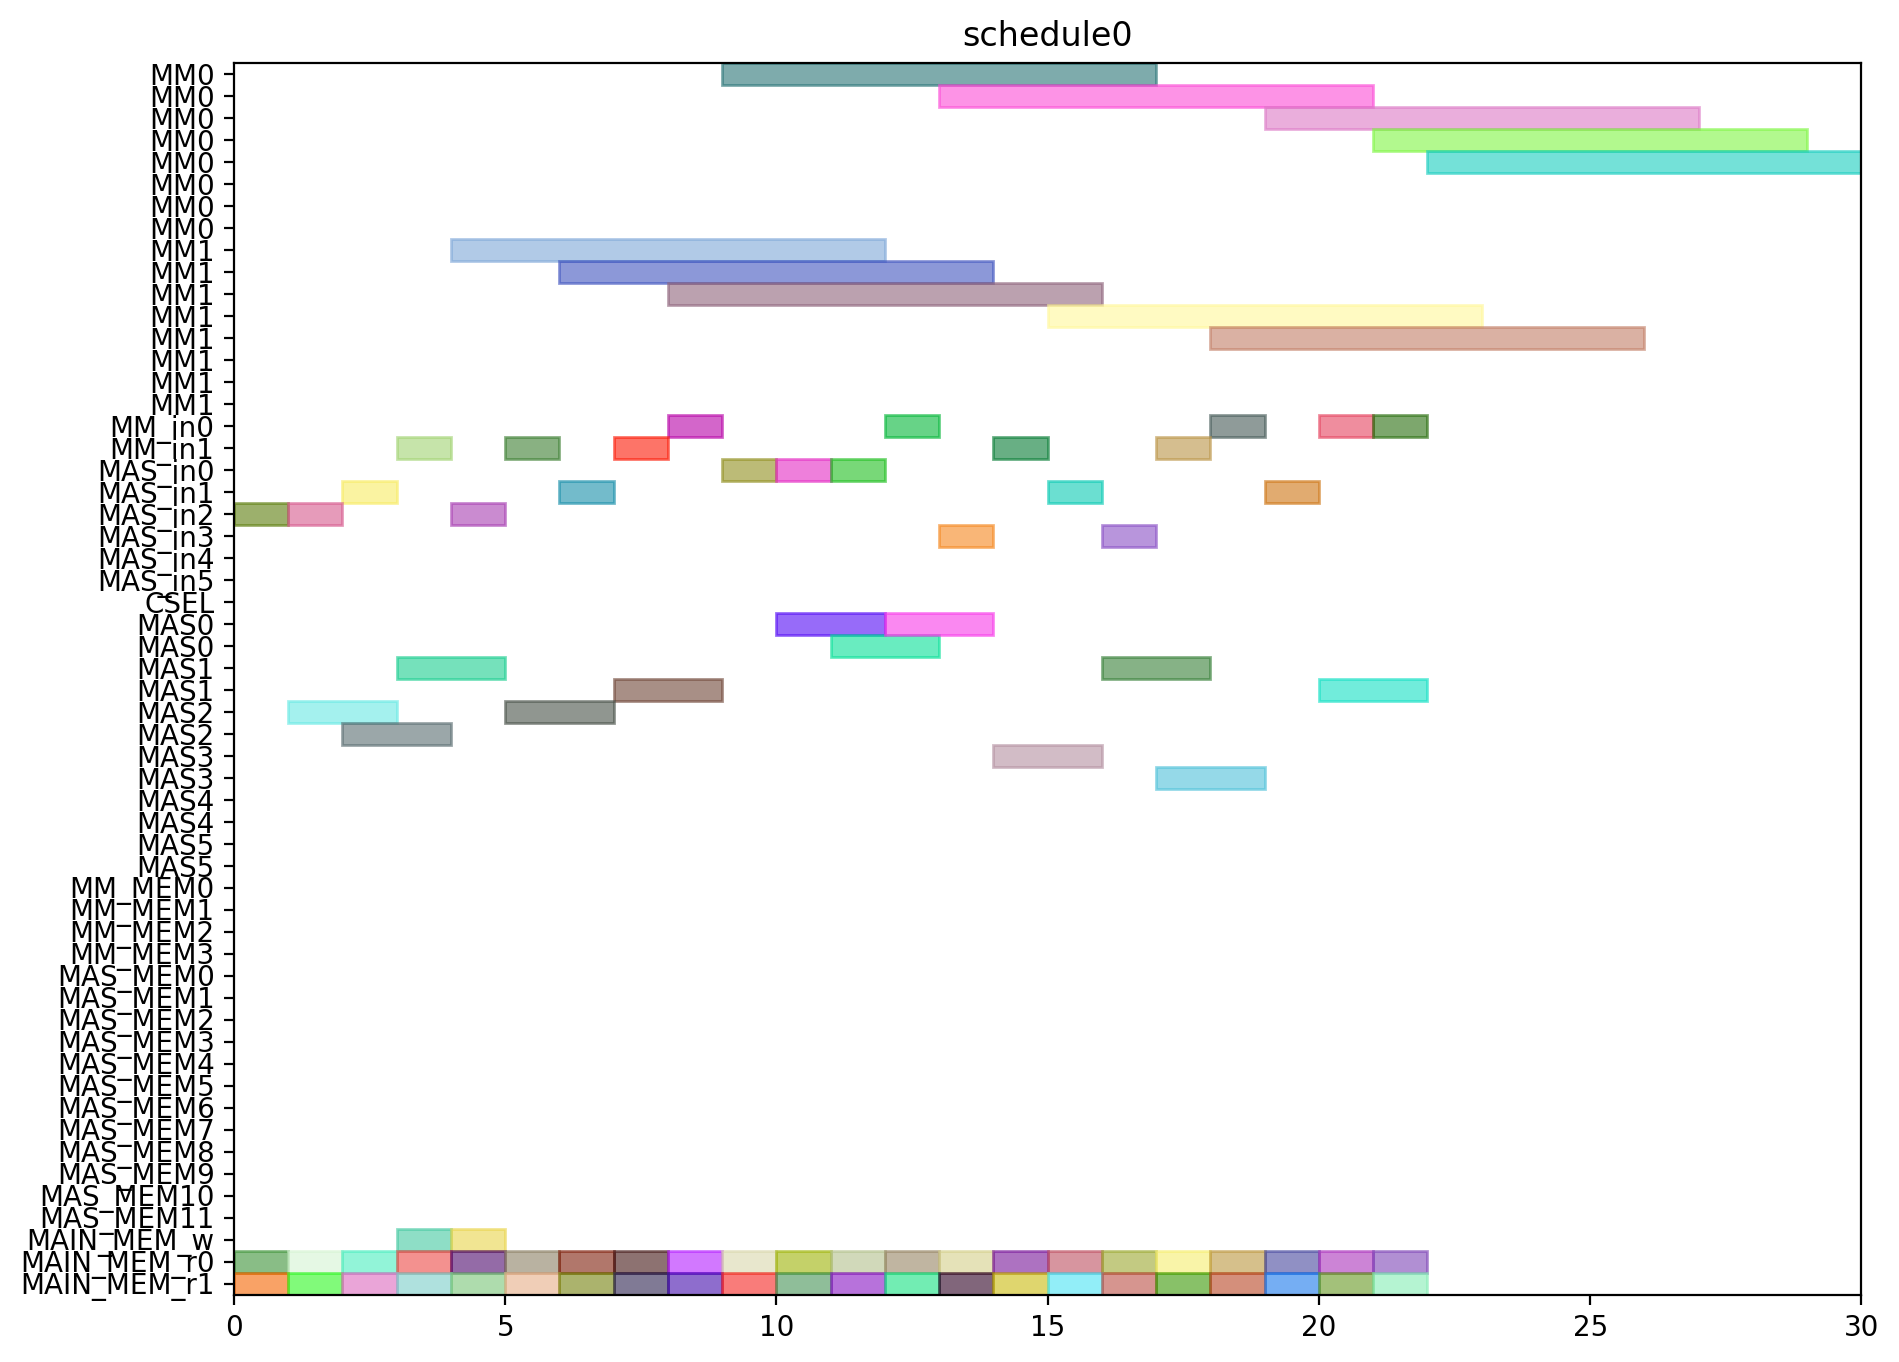 schedule0
MM0
MM0
MM0
MM0
MM0
MM0
MM0
MM0
MM1
MM1
MM1
MM1
MM1
MM1
MM1
MM1
MM_in0
MM_in1
MAS_in0
MAS_in1
MAS_in2
MAS_in3
MAS_in4
MAS_in5
CSEL
MAS0
MAS0
MAS1
MAS1
MAS2
MAS2
MAS3
MAS3
MAS4
MAS4
MAS5
MAS5
MM_MEM0
MM_MEM1
MM_MEM2
MM_MEM3
MAS_MEM0
MAS_MEM1
MAS_MEM2
MAS_MEM3
MAS_MEM4
MAS_MEM5
MAS_MEM6
MAS_MEM7
MAS_MEM8
MAS_MEM9
MAS_MEM10
MAS_MEM11
MAIN_MEM_w
MAIN_MEM_r0
MAIN_MEM_r1
0 5 10 15 20 25 30